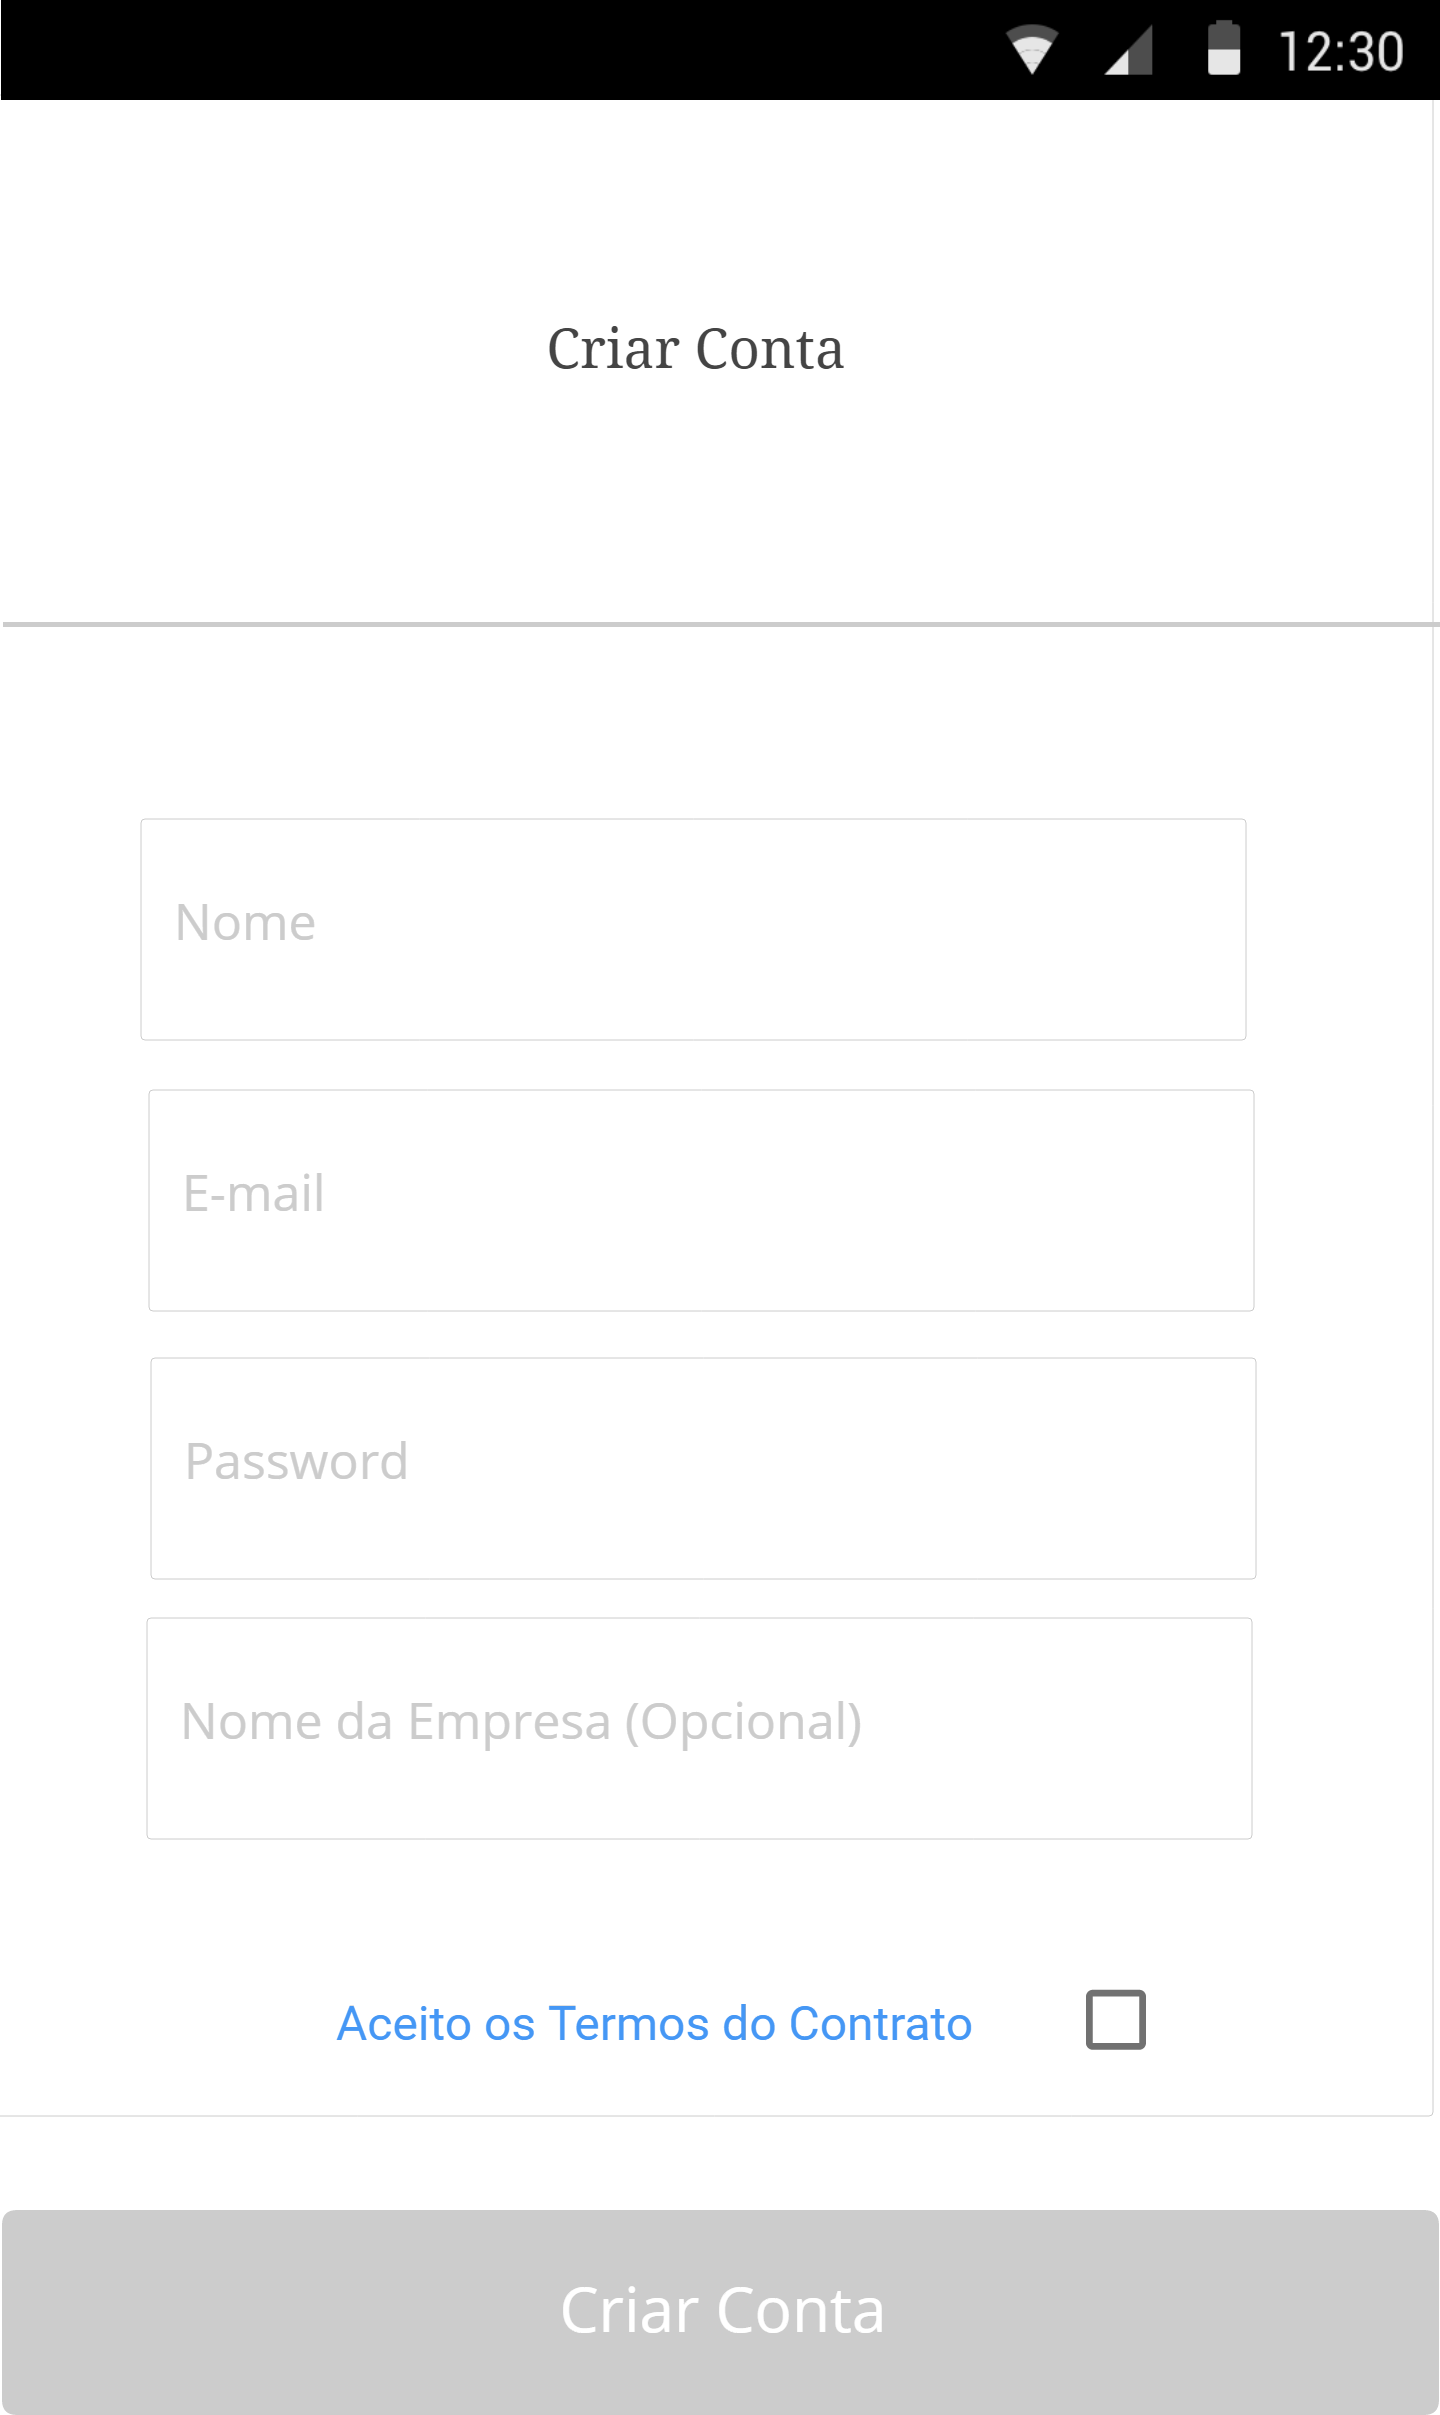 12:30
Criar Conta
Nome
E-mail
Password
Nome da Empresa (Opcional)
Aceito os Termos do Contrato
Criar Conta